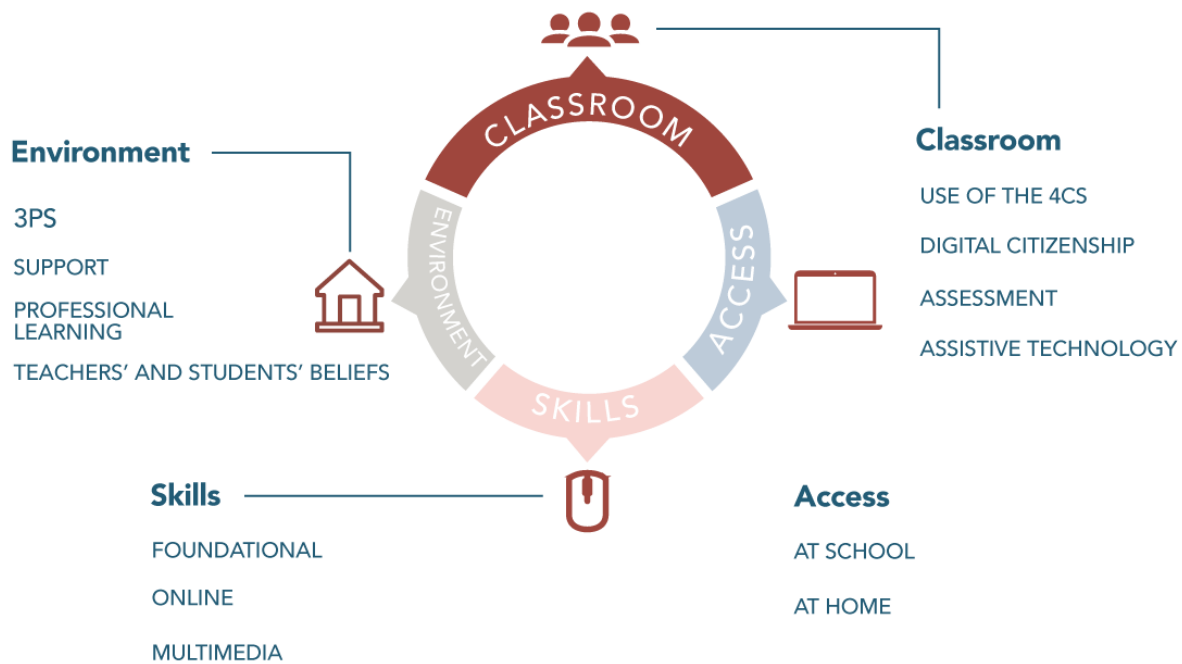 CLASSROOM
ENVIRONMENT
ACCESS
SKILLS
Environment
3PS
SUPPORT
PROFESSIONAL
LEARNING
TEACHERS’ AND STUDENTS’ BELIEFS
Classroom
USE OF THE 4CS
DIGITAL CITIZENSHIP
ASSESSMENT
ASSISTIVE TECHNOLOGY
Skills
FOUNDATIONAL
ONLINE
MULTIMEDIA
Access
AT SCHOOL
AT HOME